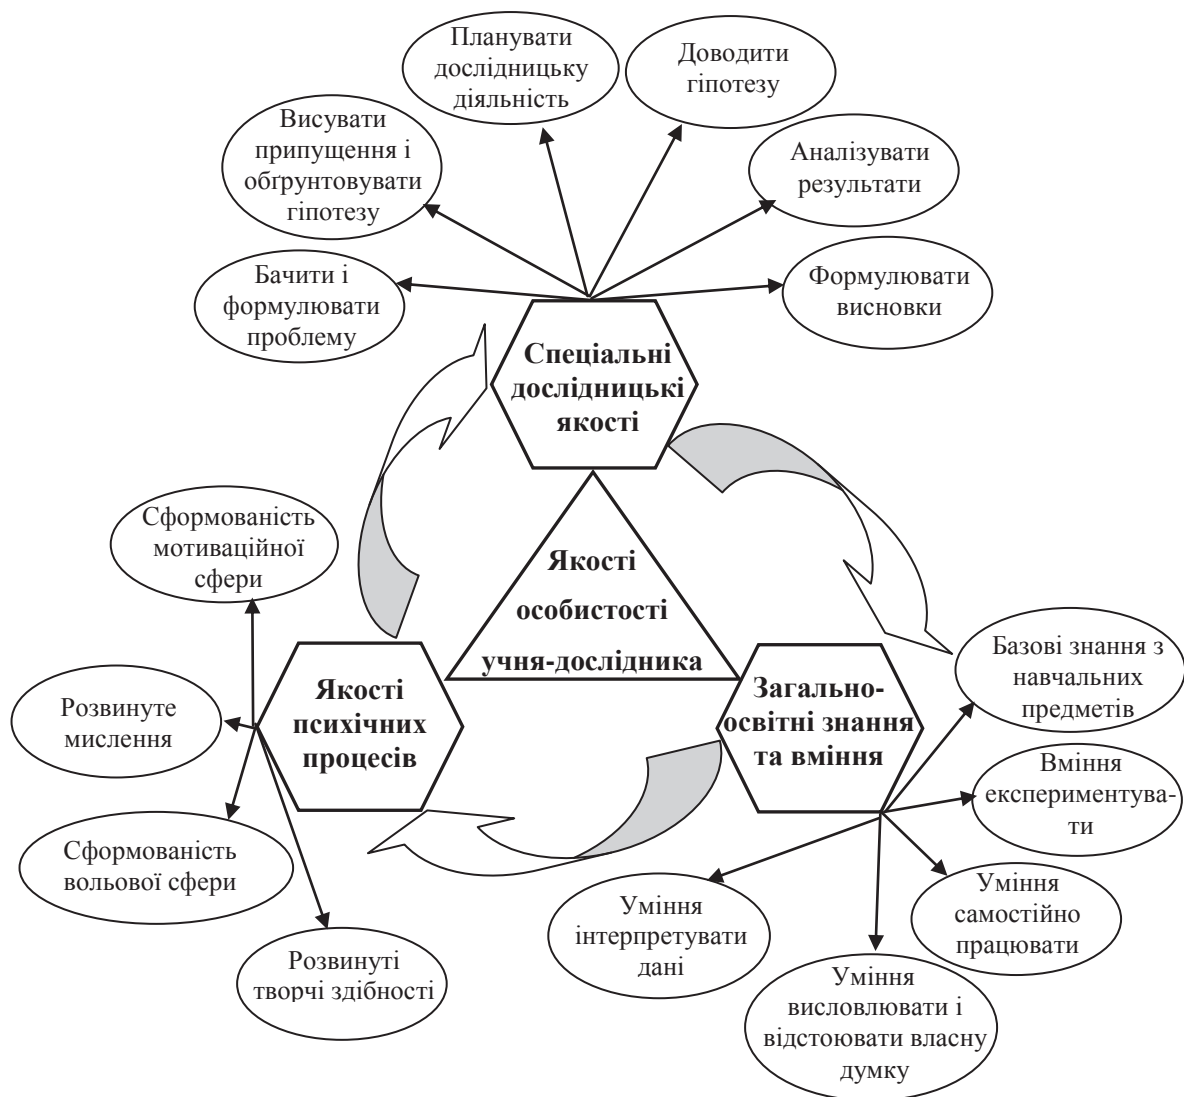 Планувати
дослідницьку
діяльність
Доводити
гіпотезу
Висувати
припущення і
обґрунтовувати
гіпотезу
Аналізувати
результати
Бачити і
формулювати
проблему
Формулювати
висновки
Спеціальні
дослідницькі
якості
Сформованість
мотиваційної
сфери
Якості
особистості
учня-дослідника
Розвинуте
мислення
Якості
психічних
процесів
Загально-
освітні знання
та вміння
Базові знання з
навчальних
предметів
Вміння
експериментува-
ти
Сформованість
вольової сфери
Уміння
самостійно
працювати
Уміння
інтерпретувати
дані
Розвинуті
творчі здібності
Уміння
висловлювати і
відстоювати власну
думку